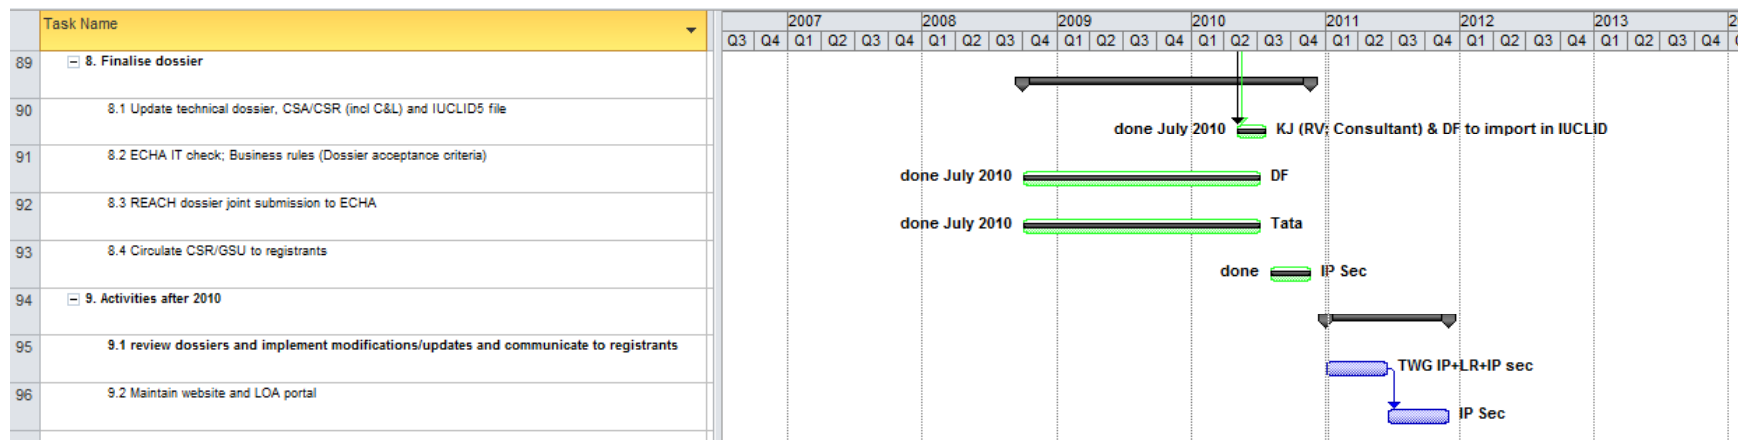 Task Name
2007 2008 2009 2010 2011 2012 2013 2
Q3 Q4 Q1 Q2 Q3 Q4 Q1 Q2 Q3 Q4 Q1 Q2 Q3 Q4 Q1 Q2 Q3 Q4 Q1 Q2 Q3 Q4 Q1 Q2 Q3 Q4 Q1 Q2 Q3 Q4
89 8. Finalise dossier
90 8.1 Update technical dossier, CSA/CSR (incl C&L) and IUCLID5 file
done July 2010 KJ (RV; Consultant) & DF to import in IUCLID
91 8.2 ECHA IT check; Business rules (Dossier acceptance criteria)
done July 2010 DF
92 8.3 REACH dossier joint submission to ECHA
done July 2010 Tata
93 8.4 Circulate CSR/GSU to registrants
done IP Sec
94 9. Activities after 2010
95 9.1 review dossiers and implement modifications/updates and communicate to registrants
TWG IP+LR+IP sec
96 9.2 Maintain website and LOA portal
IP Sec